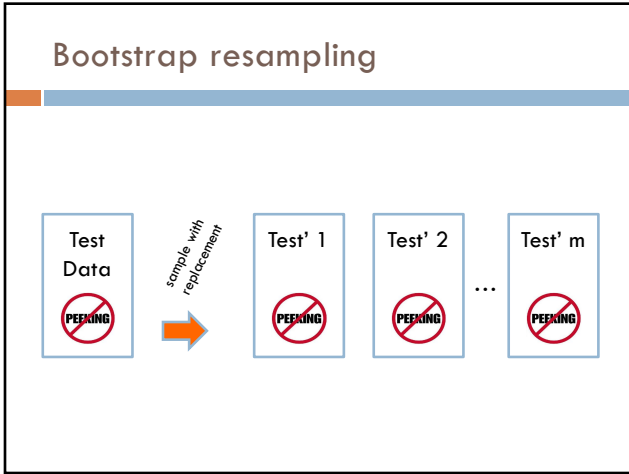 Bootstrap resampling
Test
Data
PEEKING
sample with
replacement
Test' 1
PEEKING
Test' 2
PEEKING
...
Test' m
PEEKING